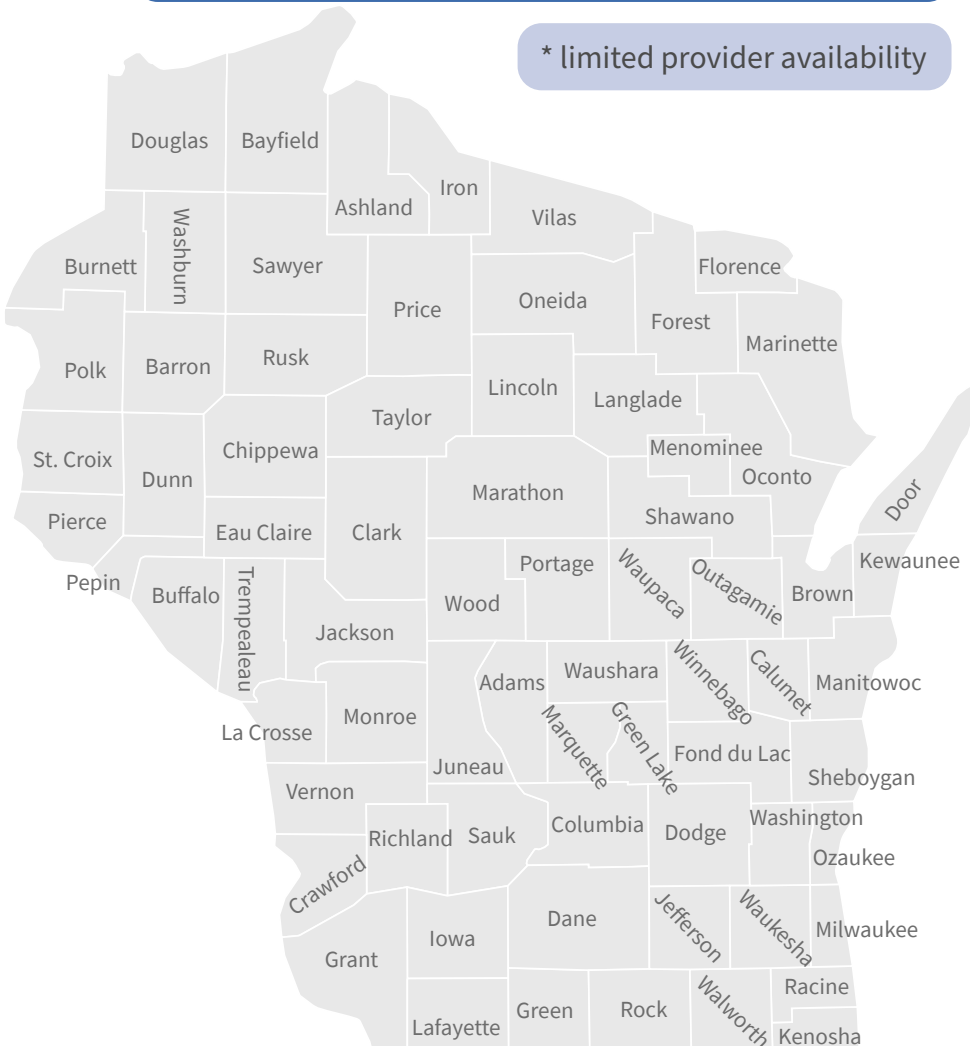 * limited provider availability
Douglas
Bayfield
Ashland
Iron
Vilas
Burnett
Washburn
Sawyer
Price
Oneida
Florence
Forest
Marinette
Polk
Barron
Rusk
Lincoln
Langlade
Taylor
Menominee
St. Croix
Dunn
Chippewa
Marathon
Oconto
Door
Pierce
Eau Claire
Clark
Shawano
Pepin
Buffalo
Trempealeau
Jackson
Wood
Portage
Waupaca
Outagamie
Brown
Kewaunee
La Crosse
Monroe
Juneau
Adams
Waushara
Winnebago
Calumet
Manitowoc
Marquette
Green Lake
Fond du Lac
Sheboygan
Vernon
Richland
Sauk
Columbia
Dodge
Washington
Ozaukee
Crawford
Grant
Iowa
Dane
Jefferson
Waukesha
Milwaukee
Lafayette
Green
Rock
Walworth
Racine
Kenosha